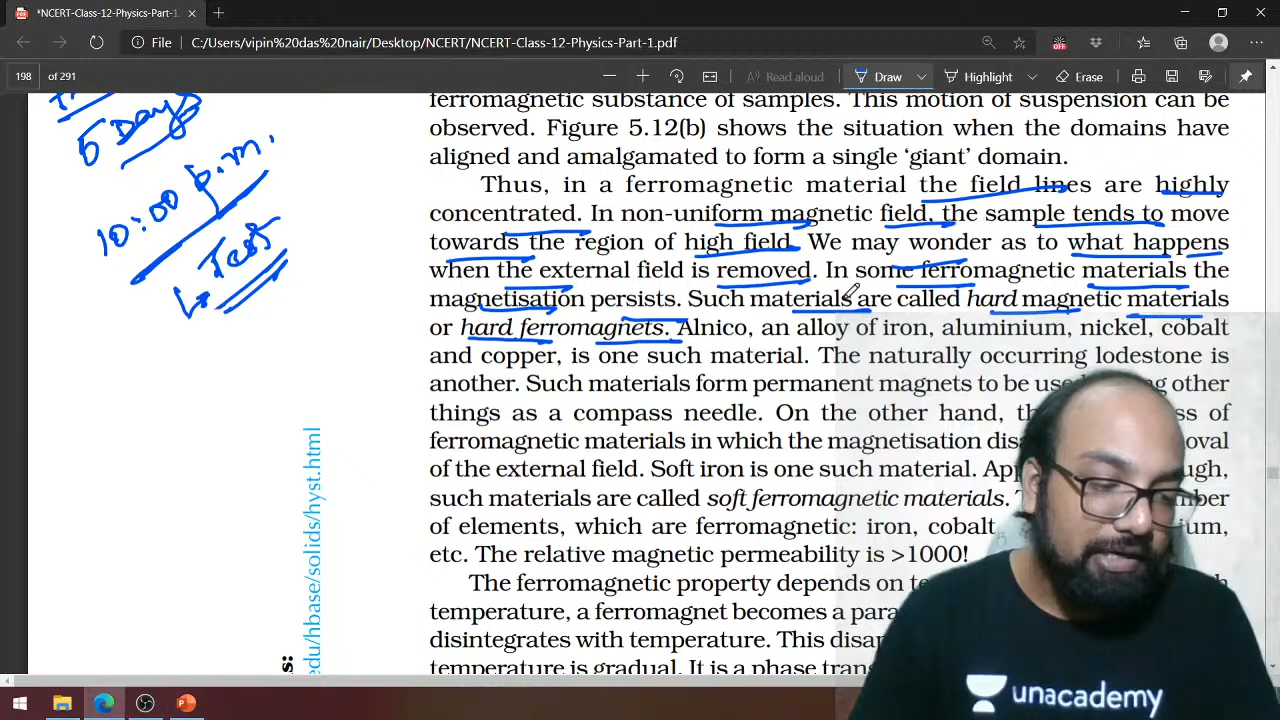 *NCERT-Class-12-Physics-Part-1.
File C:/Users/vipin%20das%20nair/Desktop/NCERT/NCERT-Class-12-Physics-Part-1.pdf
198 of 291
Read aloud Draw Highlight Erase
5 Days
10:00 p.m.
Test
ferromagnetic substance of samples. This motion of suspension can be
observed. Figure 5.12(b) shows the situation when the domains have
aligned and amalgamated to form a single ‘giant’ domain.
Thus, in a ferromagnetic material the field lines are highly
concentrated. In non-uniform magnetic field, the sample tends to move
towards the region of high field. We may wonder as to what happens
when the external field is removed. In some ferromagnetic materials the
magnetisation persists. Such materials are called hard magnetic materials
or hard ferromagnets. Alnico, an alloy of iron, aluminium, nickel, cobalt
and copper, is one such material. The naturally occurring lodestone is
another. Such materials form permanent magnets to be used other
things as a compass needle. On the other hand, of
ferromagnetic materials in which the magnetisation
of the external field. Soft iron is one such material.
such materials are called soft ferromagnetic materials.
of elements, which are ferromagnetic: iron, cobalt
etc. The relative magnetic permeability is >1000!
The ferromagnetic property depends on
temperature, a ferromagnet becomes a
disintegrates with temperature. This
temperature is gradual. It is a phase
edu/hbase/solids/hyst.html
unacademy